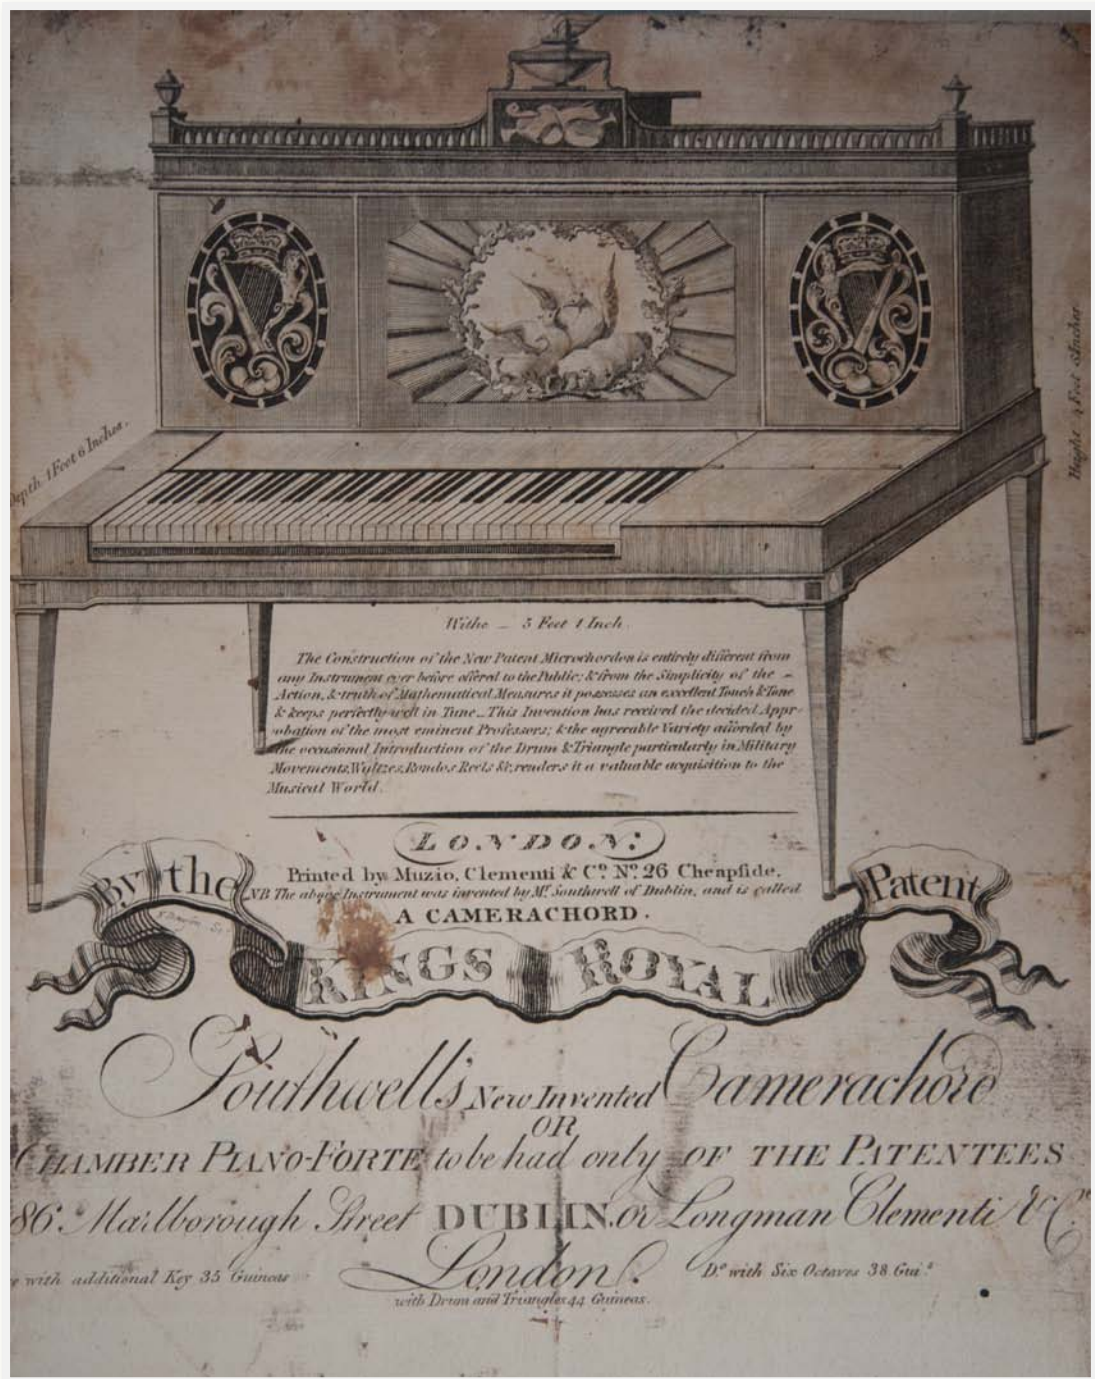 Depth 1 Feet 6 Inches.
Height 4 Feet 8 Inches
Withe – 5 Feet 1 Inch.
The Construction of the New Patent Microchordon is entirely different from
any Instrument ever before offered to the Public; & from the Simplicity of the –
Action, & truth of Mathematical Measures it possesses an excellent Touch & Tone
& keeps perfectly well in Tune – This Invention has received the decided Appr-
obation of the most eminent Professors; & the agreeable Variety afforded by
the occasional Introduction of the Drum & Triangle particularly in Military
Movements, Waltzes, Rondos Reels &c, renders it a valuable acquisition to the
Musical World.
LONDON:
Printed by Muzio, Clementi & Co. No. 26 Cheapſide.
NB The above Instrument was invented by Mr. Southwell of Dublin, and is called
A CAMERACHORD.
By the KINGS ROYAL Patent
Southwell's New Invented Camerachord
OR
CHAMBER PIANO-FORTE to be had only OF THE PATENTEES
86 Marlborough Street DUBLIN. or Longman Clementi & Co.
London.
with additional Key 35 Guineas
Do. with Six Octaves 38 Gui.s
with Drum and Triangles 44 Guineas.